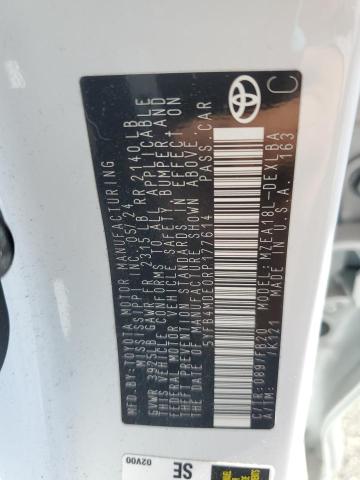 MFD.BY: TOYOTA MOTOR MANUFACTURING
MISSISSIPPI, INC. 05/24
GVWR 3925LB GAWR FR 2315 LB RR 2140 LB
THIS VEHICLE CONFORMS TO ALL APPLICABLE
FEDERAL MOTOR VEHICLE SAFETY, BUMPER, AND
THEFT PREVENTION STANDARDS IN EFFECT ON
THE DATE OF MANUFACTURE SHOWN ABOVE.
5YFB4MDE0RP177614 PASS. CAR
C/TR: 089/FB20 MODEL: MZEA18L-DEXLBA
A/TM: /K121 MADE IN U.S.A. 163
C
TOYOTA
02V00
SE